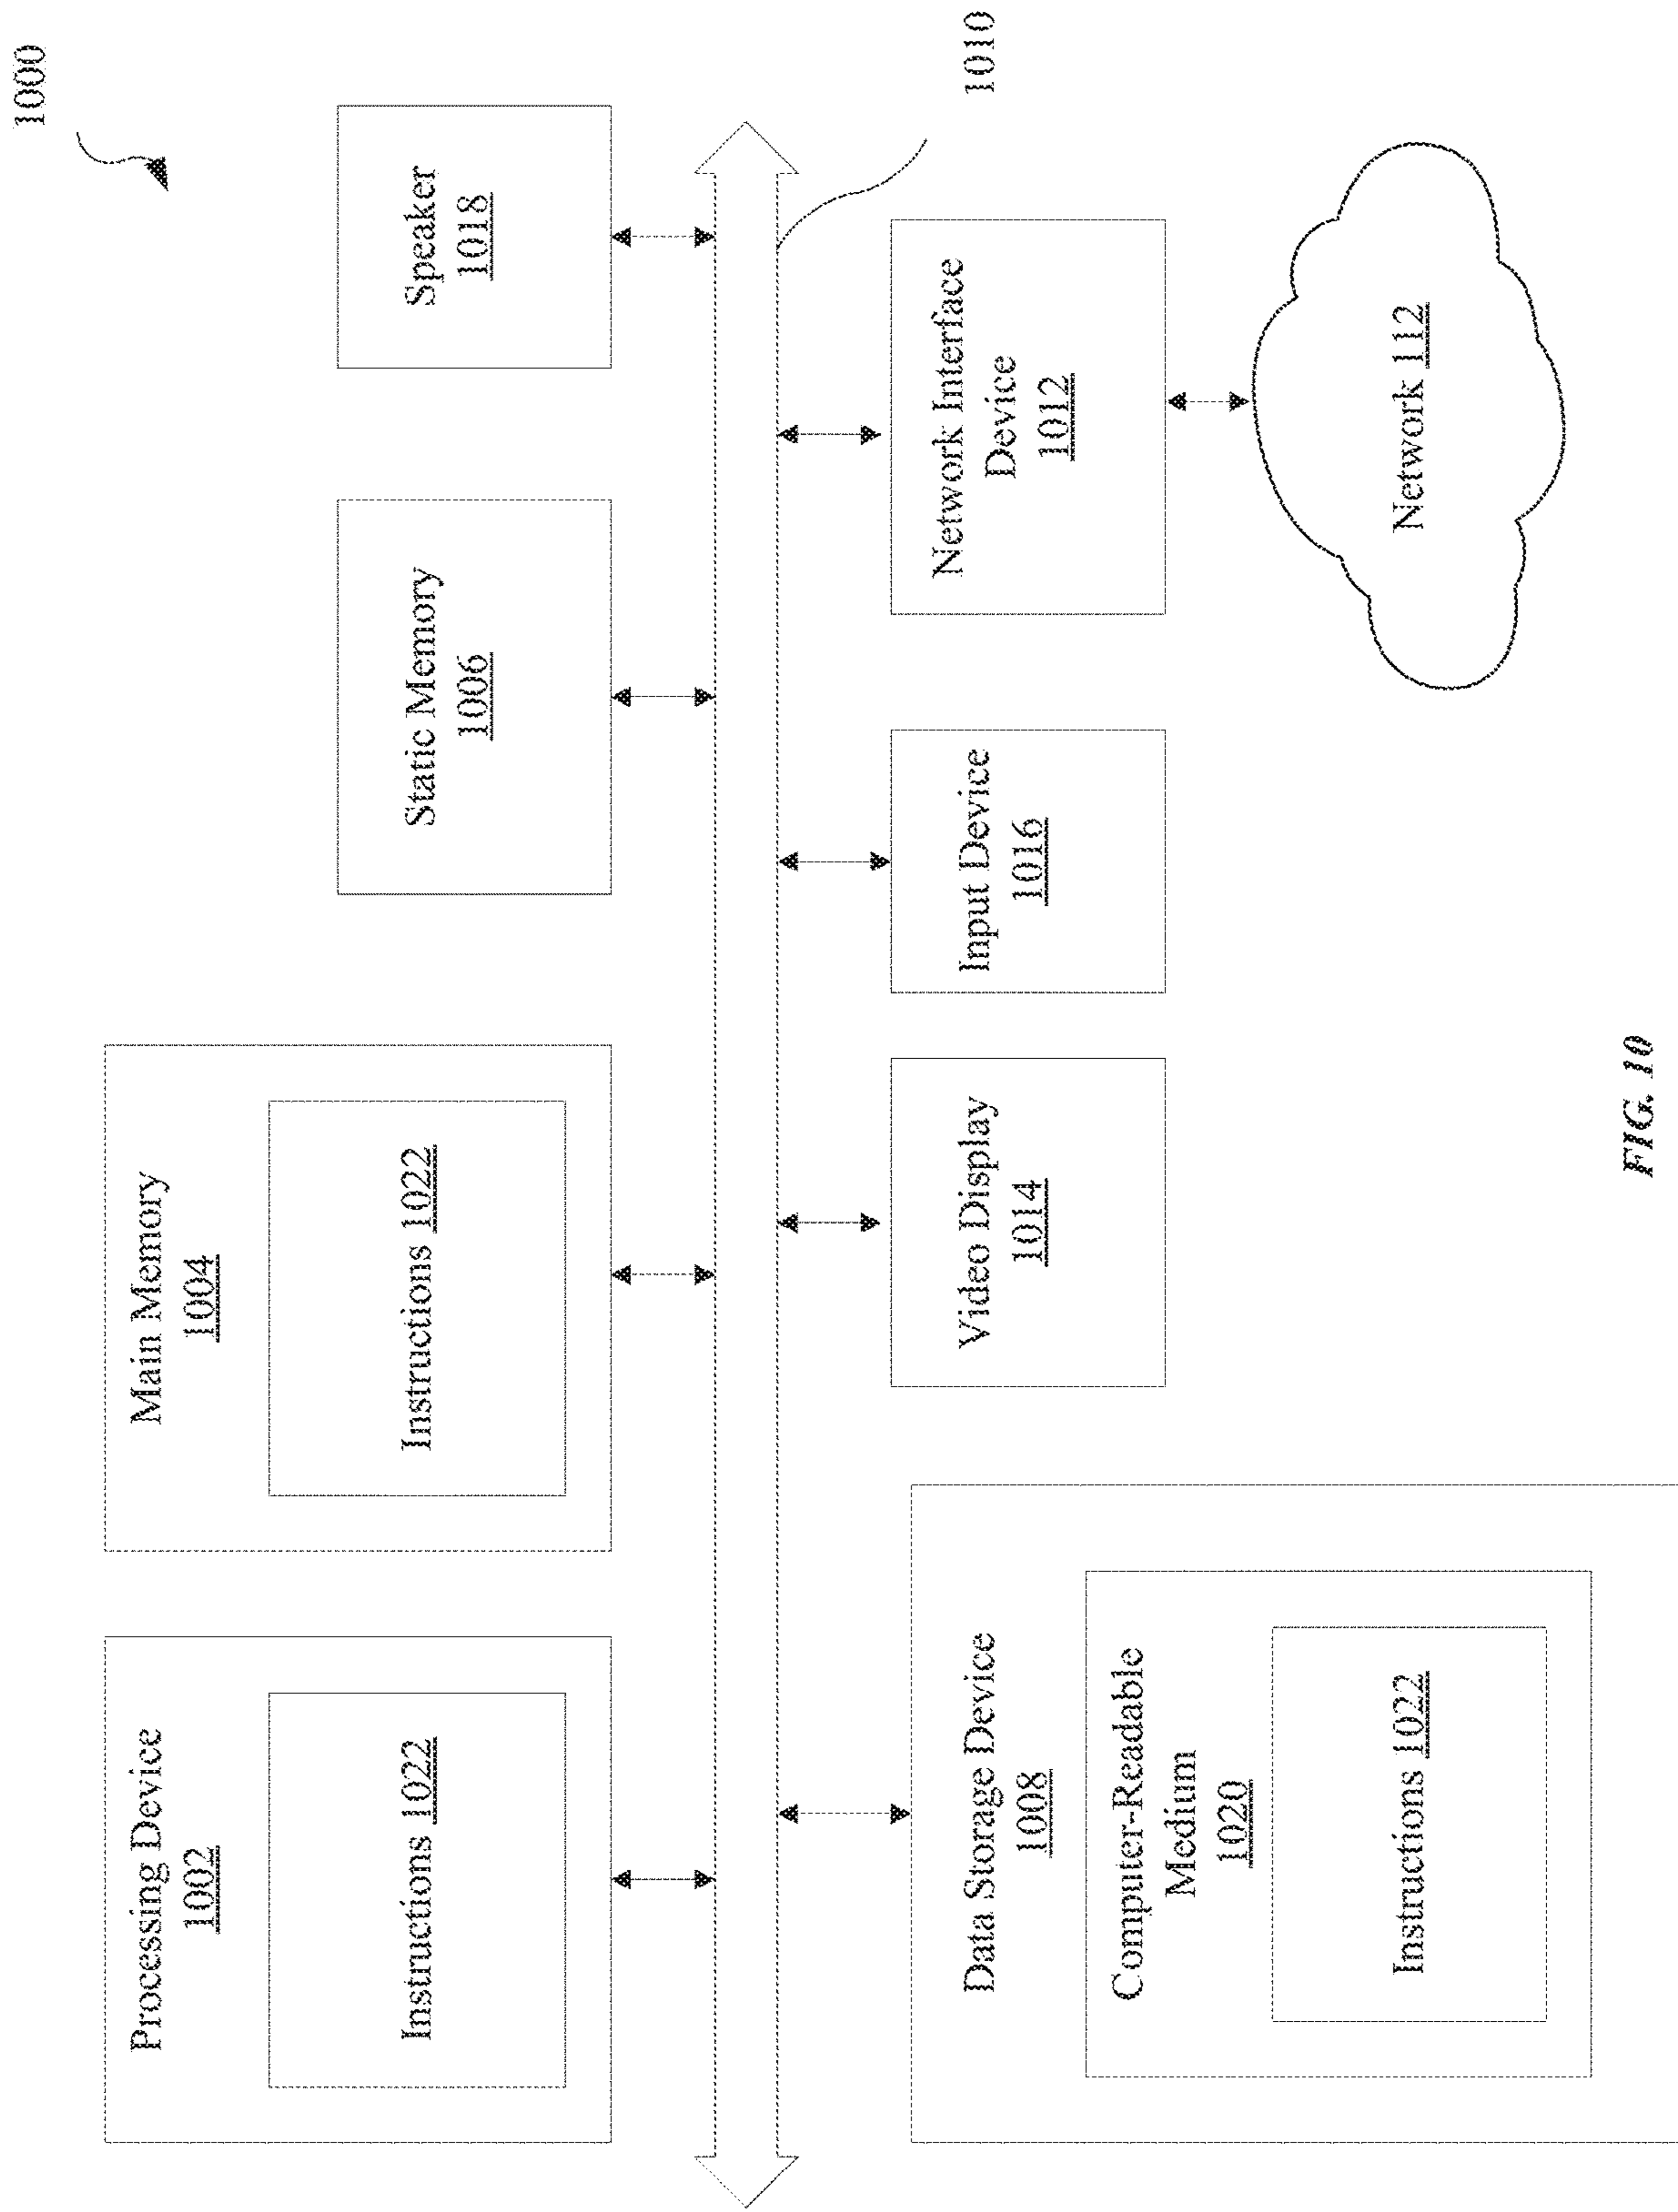 1000
Processing Device
1002
Instructions 1022
Main Memory
1004
Instructions 1022
Static Memory
1006
Speaker
1018
1010
Data Storage Device
1008
Computer-Readable
Medium
1020
Instructions 1022
Video Display
1014
Input Device
1016
Network Interface
Device
1012
Network 112
FIG. 10